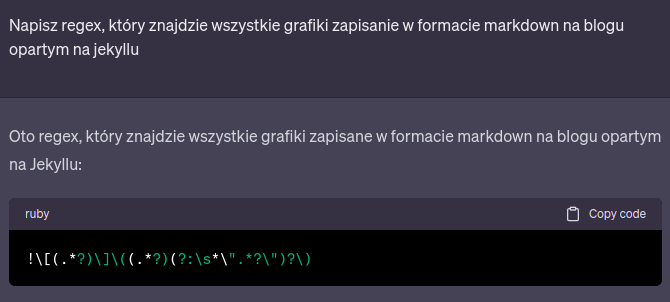 Napisz regex, który znajdzie wszystkie grafiki zapisanie w formacie markdown na blogu
opartym na jekyllu
Oto regex, który znajdzie wszystkie grafiki zapisane w formacie markdown na blogu opartym
na Jekyllu:
ruby Copy code
!\[(.*?)\]\((.*?)(?:\s*\".*?\")?\)